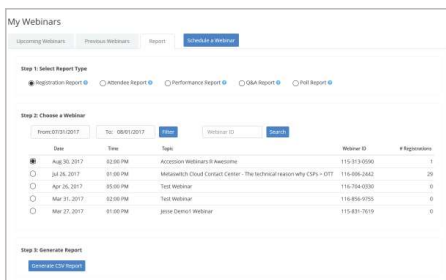 My Webinars
Upcoming Webinars Previous Webinars Report Schedule a Webinar
Step 1: Select Report Type
Registration Report Attendee Report Performance Report Q&A Report Poll Report
Step 2: Choose a Webinar
From: 07/31/2017 To: 08/01/2017 Filter Webinar ID Search
Date Time Topic Webinar ID # Registrations
Aug 30, 2017 02:00 PM Accession Webinars R Awesome 115-313-0590 1
Jul 26, 2017 01:00 PM Metaswitch Cloud Contact Center - The technical reason why CSPs > OTT 116-006-2442 29
Apr 26, 2017 05:00 PM Test Webinar 116-704-0330 0
Mar 31, 2017 02:00 PM Test Webinar 116-856-9755 0
Mar 27, 2017 01:00 PM Jesse Demo1 Webinar 115-831-7619 0
Step 3: Generate Report
Generate CSV Report